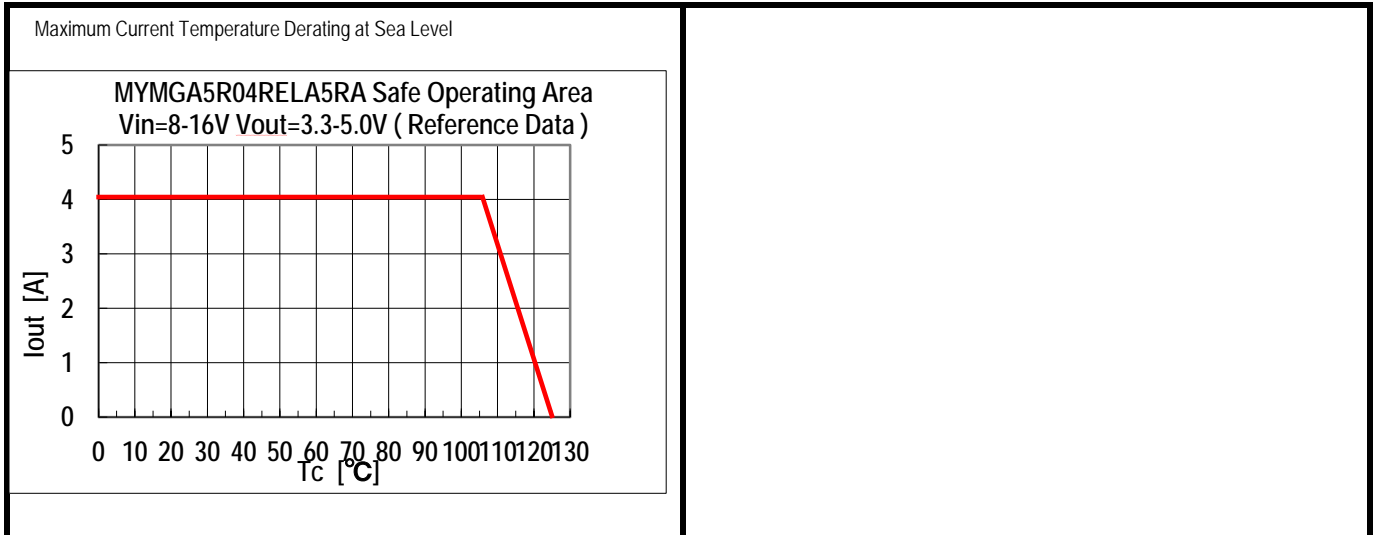 Maximum Current Temperature Derating at Sea Level
MYMGA5R04RELA5RA Safe Operating Area
Vin=8-16V Vout=3.3-5.0V ( Reference Data )
5
4
3
2
1
0
Iout [A]
0 10 20 30 40 50 60 70 80 90 100 110 120 130
Tc [°C]